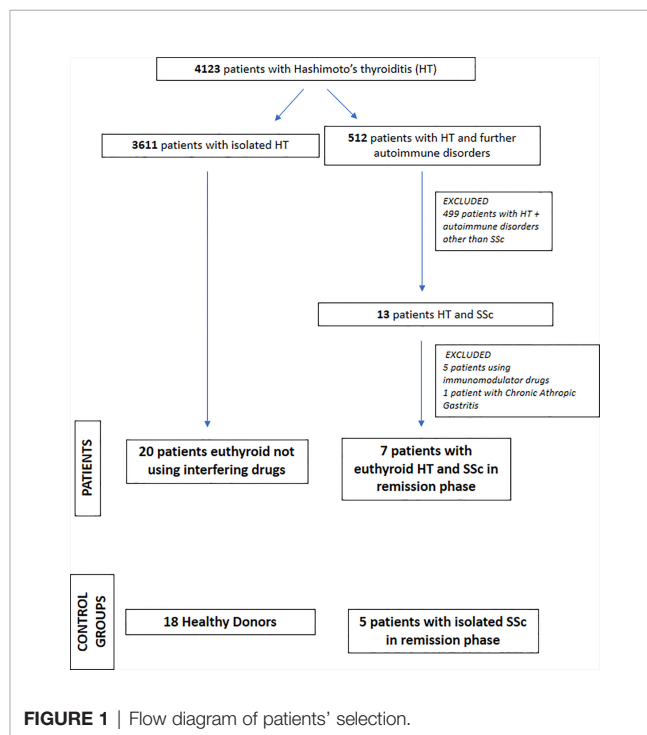 4123 patients with Hashimoto's thyroiditis (HT)
3611 patients with isolated HT
512 patients with HT and further
autoimmune disorders
EXCLUDED
499 patients with HT +
autoimmune disorders
other than SSc
13 patients HT and SSc
EXCLUDED
5 patients using
immunomodulator drugs
1 patient with Chronic Athropic
Gastritis
PATIENTS
20 patients euthyroid not
using interfering drugs
7 patients with
euthyroid HT and SSc in
remission phase
CONTROL
GROUPS
18 Healthy Donors
5 patients with isolated SSc
in remission phase
FIGURE 1 | Flow diagram of patients' selection.